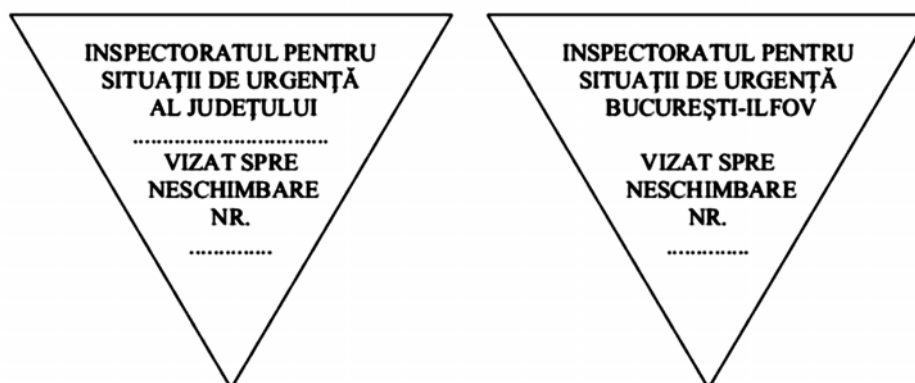 INSPECTORATUL PENTRU
SITUAŢII DE URGENŢĂ
AL JUDEŢULUI
.................................
VIZAT SPRE
NESCHIMBARE
NR.
..............
INSPECTORATUL PENTRU
SITUAŢII DE URGENŢĂ
BUCUREŞTI-ILFOV
VIZAT SPRE
NESCHIMBARE
NR.
..............